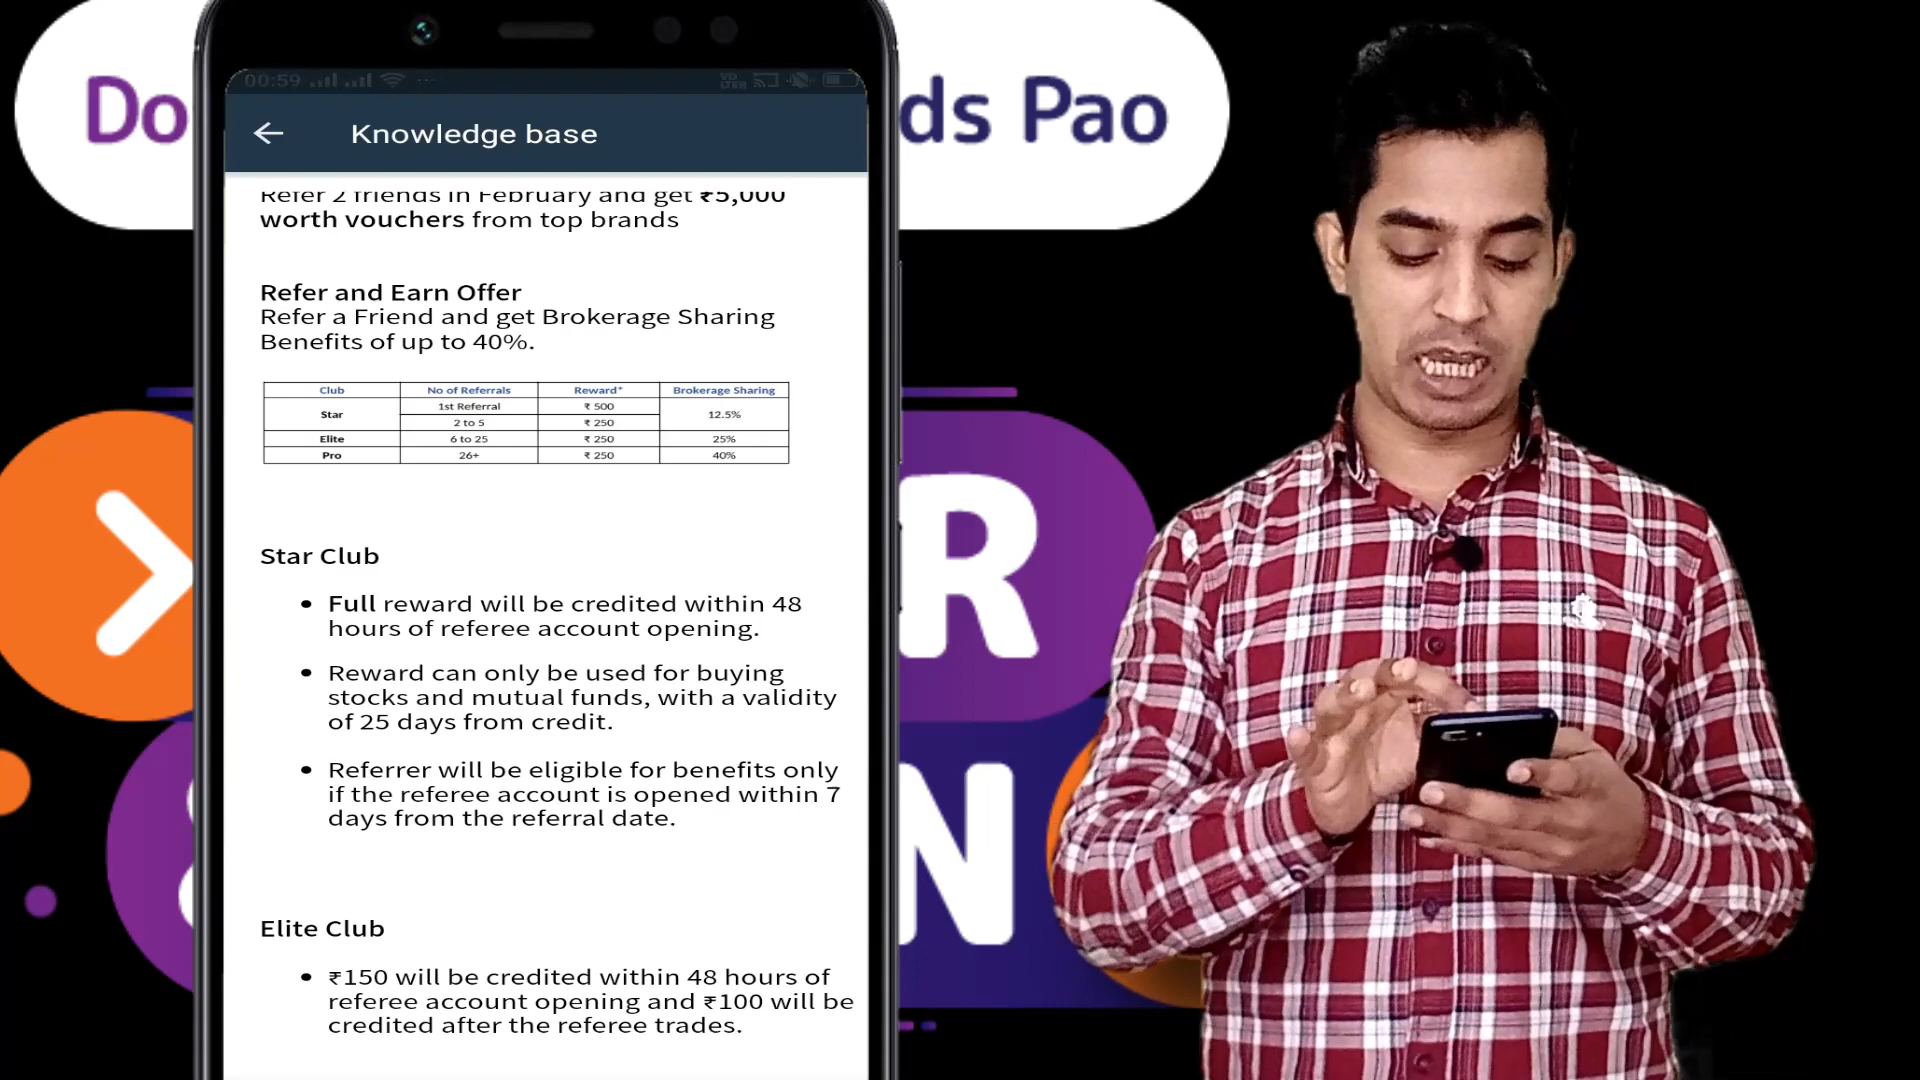 Do
ds Pao
00:59
Knowledge base
Refer 2 friends in February and get ₹5,000
worth vouchers from top brands
Refer and Earn Offer
Refer a Friend and get Brokerage Sharing
Benefits of up to 40%.
Club No of Referrals Reward* Brokerage Sharing
Star 1st Referral ₹ 500 12.5%
2 to 5 ₹ 250
Elite 6 to 25 ₹ 250 25%
Pro 26+ ₹ 250 40%
R
Star Club
• Full reward will be credited within 48
hours of referee account opening.
• Reward can only be used for buying
stocks and mutual funds, with a validity
of 25 days from credit.
• Referrer will be eligible for benefits only
if the referee account is opened within 7
days from the referral date.
N
Elite Club
• ₹150 will be credited within 48 hours of
referee account opening and ₹100 will be
credited after the referee trades.